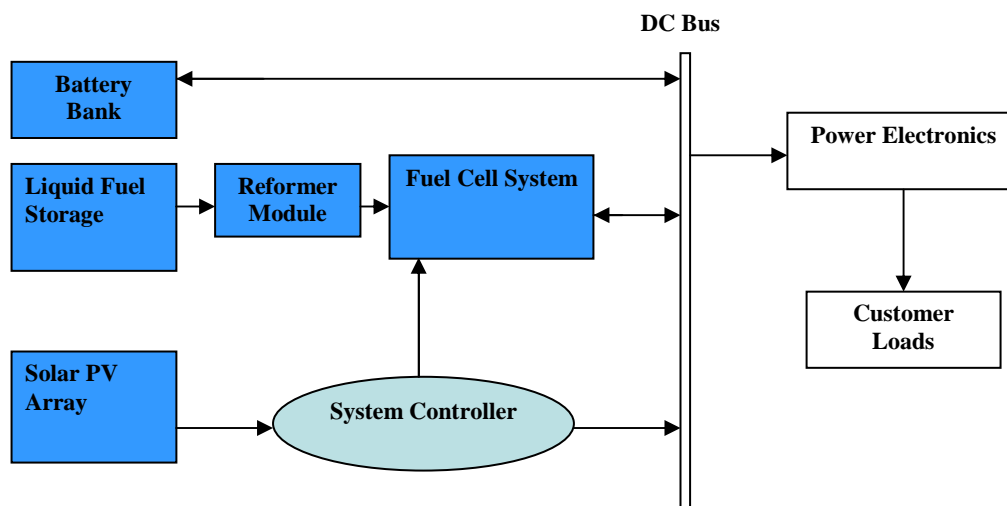 DC Bus
Battery
Bank
Power Electronics
Liquid Fuel
Storage
Reformer
Module
Fuel Cell System
Customer
Loads
Solar PV
Array
System Controller